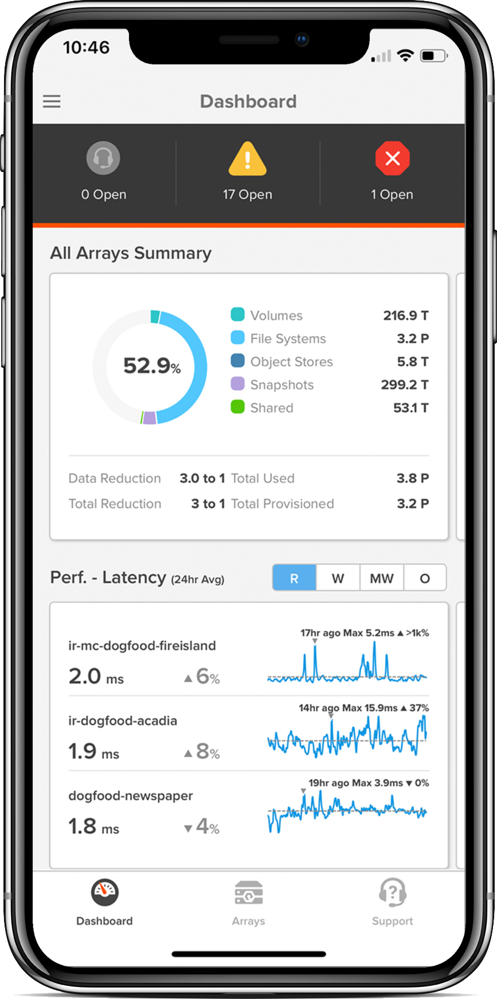 10:46
Dashboard
0 Open
17 Open
1 Open
All Arrays Summary
52.9%
Volumes 216.9 T
File Systems 3.2 P
Object Stores 5.8 T
Snapshots 299.2 T
Shared 53.1 T
Data Reduction 3.0 to 1 Total Used 3.8 P
Total Reduction 3 to 1 Total Provisioned 3.2 P
Perf. - Latency (24hr Avg)
R W MW O
17hr ago Max 5.2ms ▲ >1k%
ir-mc-dogfood-fireisland
2.0 ms ▲ 6%
14hr ago Max 15.9ms ▲ 37%
ir-dogfood-acadia
1.9 ms ▲ 8%
19hr ago Max 3.9ms ▼ 0%
dogfood-newspaper
1.8 ms ▼ 4%
Dashboard
Arrays
Support